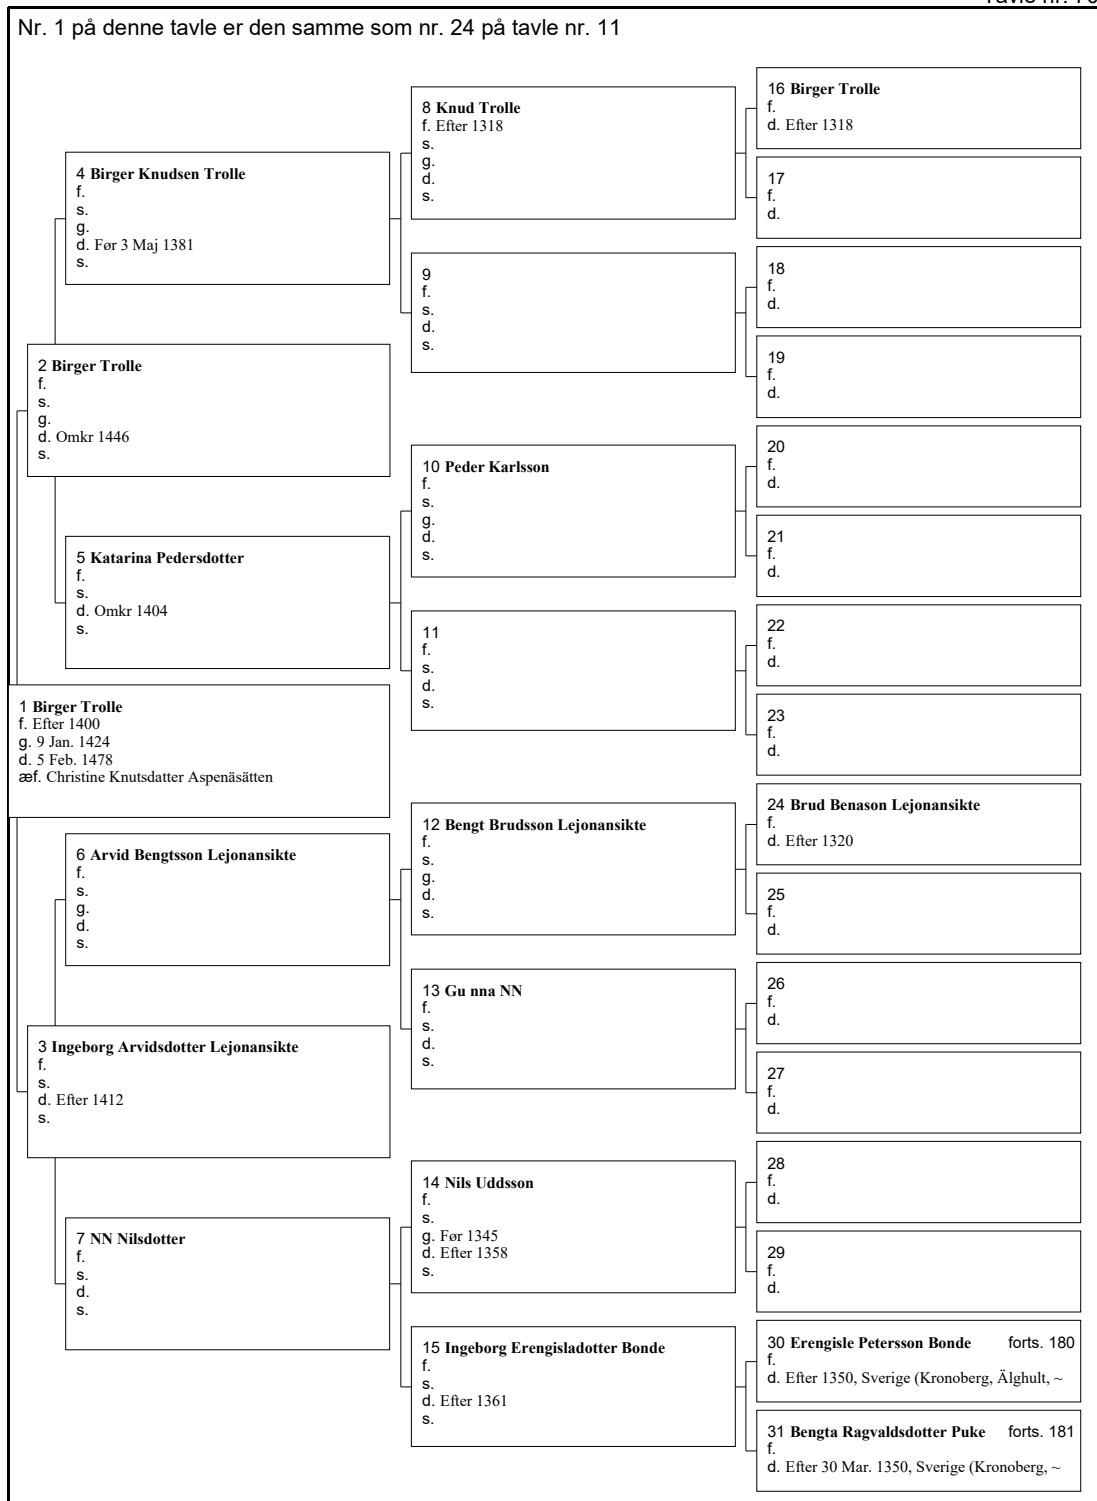 Nr. 1 på denne tavle er den samme som nr. 24 på tavle nr. 11
16 Birger Trolle
f.
d. Efter 1318
8 Knud Trolle
f. Efter 1318
s.
g.
d.
s.
17
f.
d.
4 Birger Knudsen Trolle
f.
s.
g.
d. Før 3 Maj 1381
s.
18
f.
d.
9
f.
s.
d.
s.
19
f.
d.
2 Birger Trolle
f.
s.
g.
d. Omkr 1446
s.
20
f.
d.
10 Peder Karlsson
f.
s.
g.
d.
s.
21
f.
d.
5 Katarina Pedersdotter
f.
s.
d. Omkr 1404
s.
22
f.
d.
11
f.
s.
d.
s.
23
f.
d.
1 Birger Trolle
f. Efter 1400
g. 9 Jan. 1424
d. 5 Feb. 1478
æf. Christine Knutsdatter Aspenäsätten
24 Brud Benason Lejonansikte
f.
d. Efter 1320
12 Bengt Brudsson Lejonansikte
f.
s.
g.
d.
s.
25
f.
d.
6 Arvid Bengtsson Lejonansikte
f.
s.
g.
d.
s.
26
f.
d.
13 Gu nna NN
f.
s.
d.
s.
27
f.
d.
3 Ingeborg Arvidsdotter Lejonansikte
f.
s.
d. Efter 1412
s.
28
f.
d.
14 Nils Uddsson
f.
s.
g. Før 1345
d. Efter 1358
s.
29
f.
d.
7 NN Nilsdotter
f.
s.
d.
s.
30 Erengisle Petersson Bonde forts. 180
f.
d. Efter 1350, Sverige (Kronoberg, Älghult, ~
15 Ingeborg Erengisladotter Bonde
f.
s.
d. Efter 1361
s.
31 Bengta Ragvaldsdotter Puke forts. 181
f.
d. Efter 30 Mar. 1350, Sverige (Kronoberg, ~